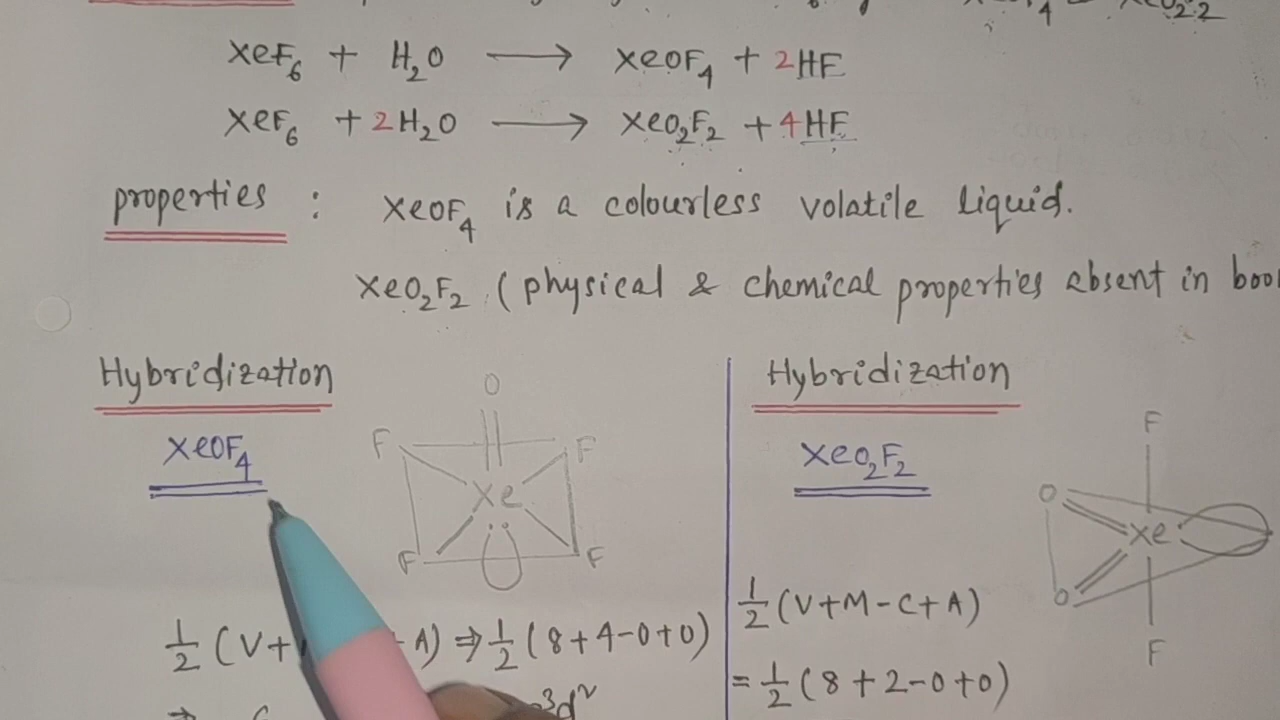 XeF₆ + H₂O ⟶ XeOF₄ + 2HF
XeF₆ + 2H₂O ⟶ XeO₂F₂ + 4HF
properties : XeOF₄ is a colourless volatile liquid.
XeO₂F₂ (physical & chemical properties absent in boo
Hybridization
XeOF₄
O
F F
Xe
F F
½ (V+ A) ⇒ ½ (8+4-0+0)
³d²
Hybridization
XeO₂F₂
F
O
Xe
O
F
½ (V+M-C+A)
= ½ (8+2-0+0)